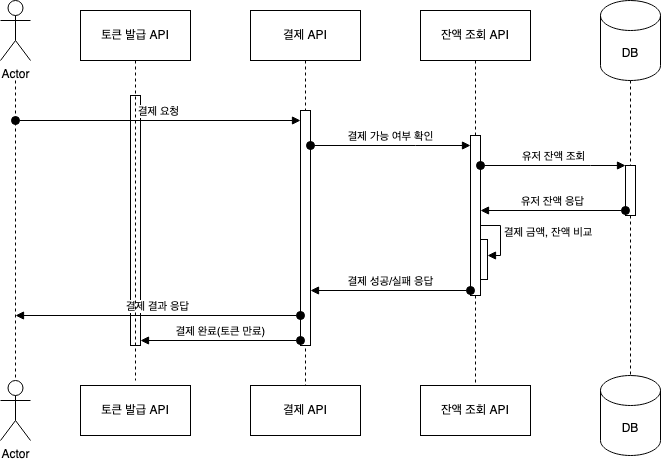 토큰 발급 API
결제 API
잔액 조회 API
DB
Actor
결제 요청
결제 가능 여부 확인
유저 잔액 조회
유저 잔액 응답
결제 금액, 잔액 비교
결제 성공/실패 응답
결제 결과 응답
결제 완료(토큰 만료)
토큰 발급 API
결제 API
잔액 조회 API
DB
Actor